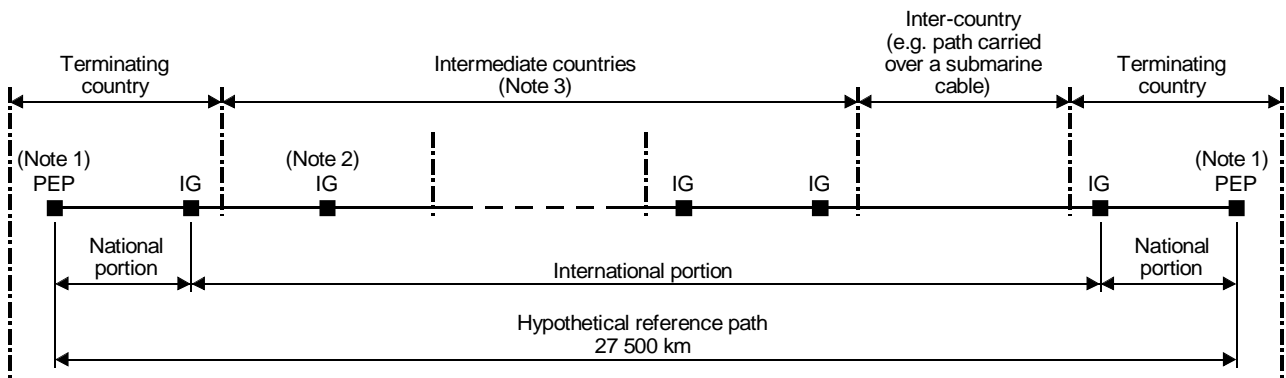 Inter-country
(e.g. path carried
over a submarine
cable)
Terminating
country
Intermediate countries
(Note 3)
Terminating
country
(Note 1)
PEP
IG
(Note 2)
IG
IG
IG
IG
(Note 1)
PEP
National
portion
International portion
National
portion
Hypothetical reference path
27 500 km